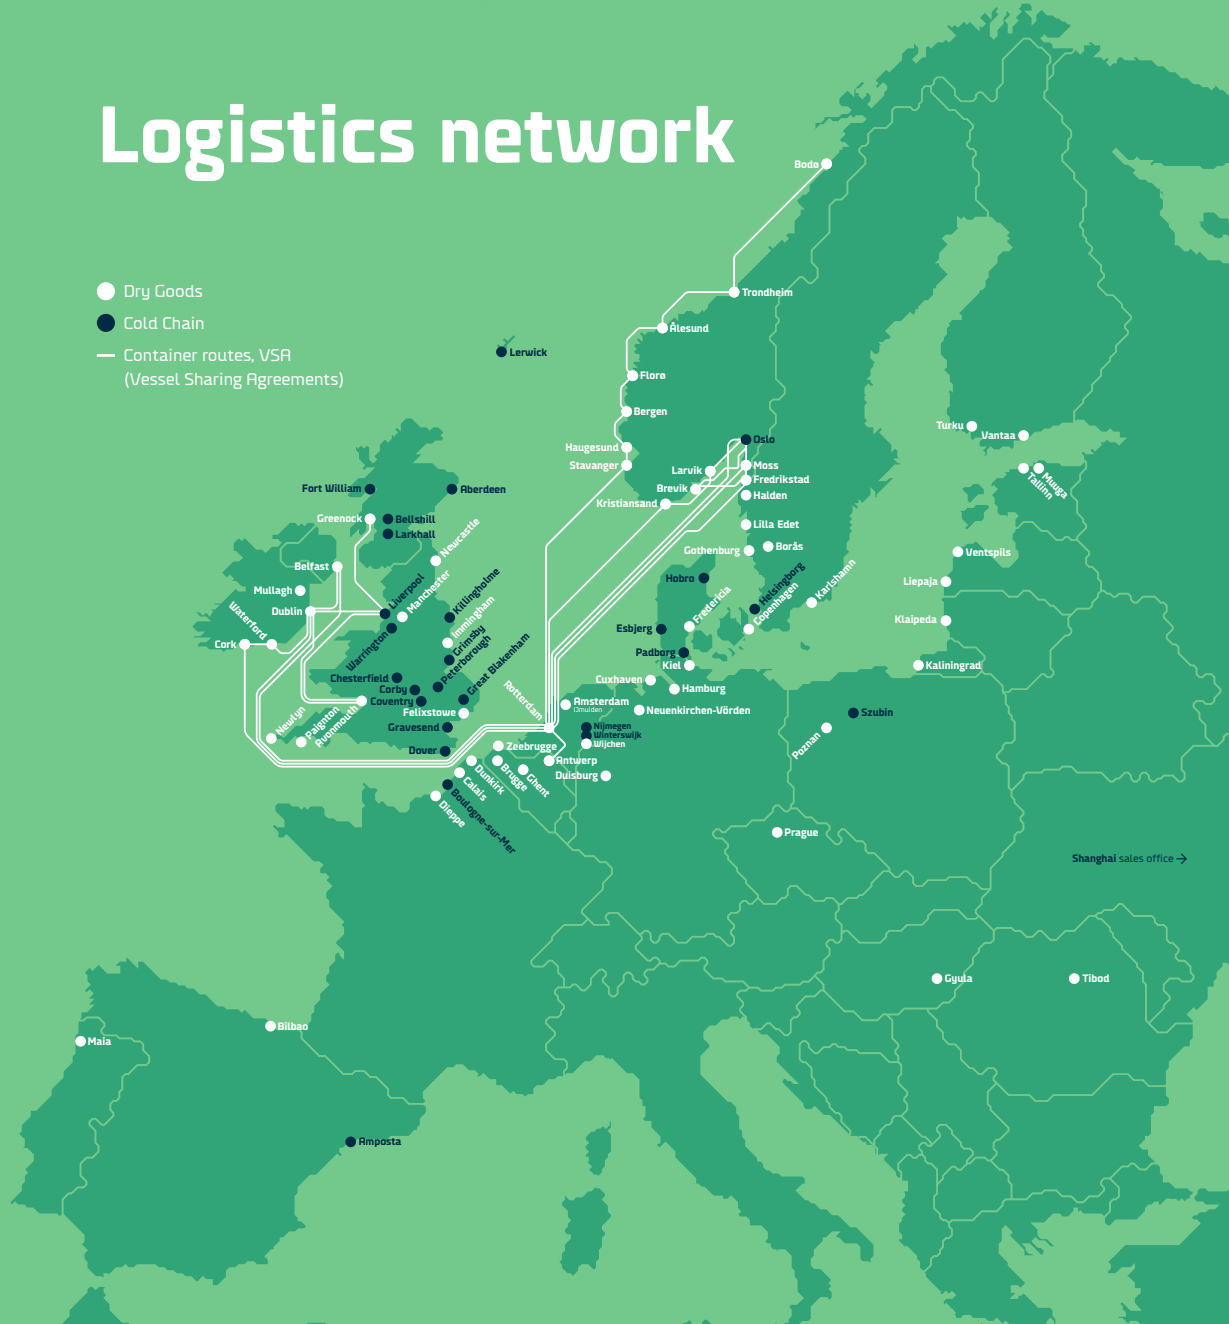 Logistics network
Dry Goods
Cold Chain
Container routes, VSA
(Vessel Sharing Agreements)
Bodø
Trondheim
Ålesund
Lerwick
Florø
Bergen
Haugesund
Stavanger
Oslo
Larvik
Moss
Brevik
Fredrikstad
Kristiansand
Halden
Lilla Edet
Gothenburg
Borås
Turku
Vantaa
Tallinn
Muuga
Ventspils
Liepaja
Klaipeda
Kaliningrad
Fort William
Aberdeen
Greenock
Bellshill
Larkhall
Newcastle
Belfast
Mullagh
Dublin
Waterford
Cork
Liverpool
Manchester
Warrington
Killingholme
Immingham
Grimsby
Peterborough
Great Blakenham
Chesterfield
Corby
Coventry
Felixstowe
Gravesend
Dover
Newlyn
Paignton
Avonmouth
Hobro
Fredericia
Helsingborg
Copenhagen
Karlshamn
Esbjerg
Padborg
Kiel
Cuxhaven
Hamburg
Neuenkirchen-Vörden
Rotterdam
Amsterdam
IJmuiden
Nijmegen
Winterswijk
Wijchen
Zeebrugge
Antwerp
Duisburg
Brugge
Ghent
Dunkirk
Calais
Boulogne-sur-Mer
Dieppe
Szubin
Poznan
Prague
Shanghai sales office →
Gyula
Tibod
Bilbao
Maia
Amposta